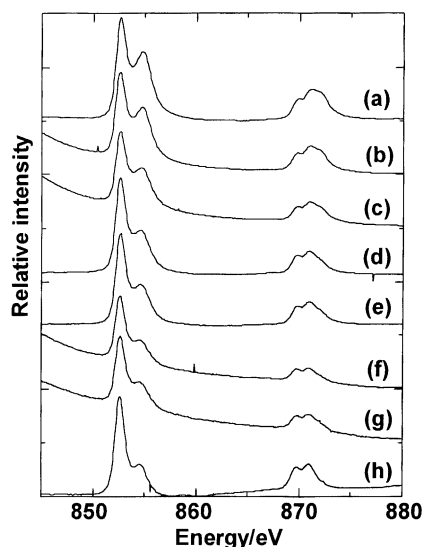 Relative intensity
(a)
(b)
(c)
(d)
(e)
(f)
(g)
(h)
850 860 870 880
Energy/eV